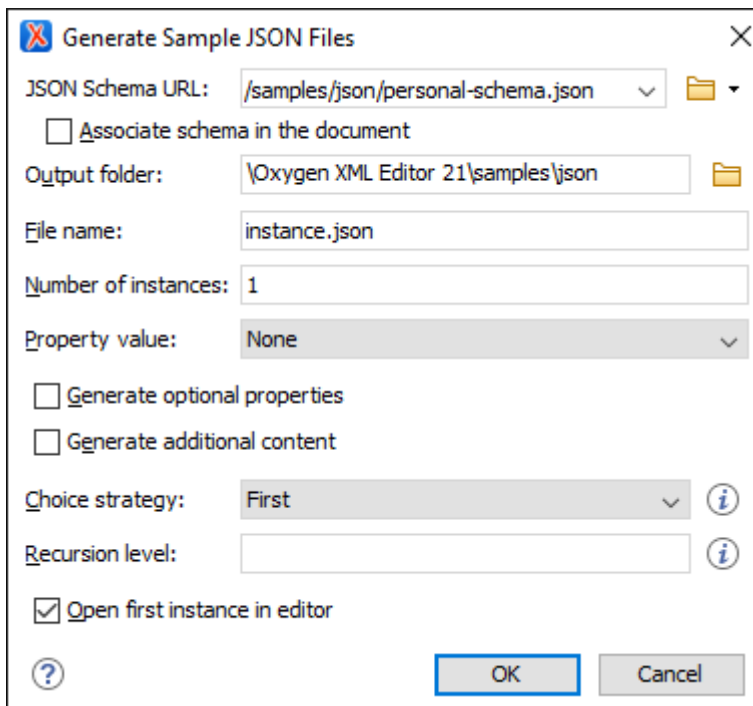 Generate Sample JSON Files
JSON Schema URL: /samples/json/personal-schema.json
Associate schema in the document
Output folder: \Oxygen XML Editor 21\samples\json
File name: instance.json
Number of instances: 1
Property value: None
Generate optional properties
Generate additional content
Choice strategy: First
Recursion level:
Open first instance in editor
OK Cancel